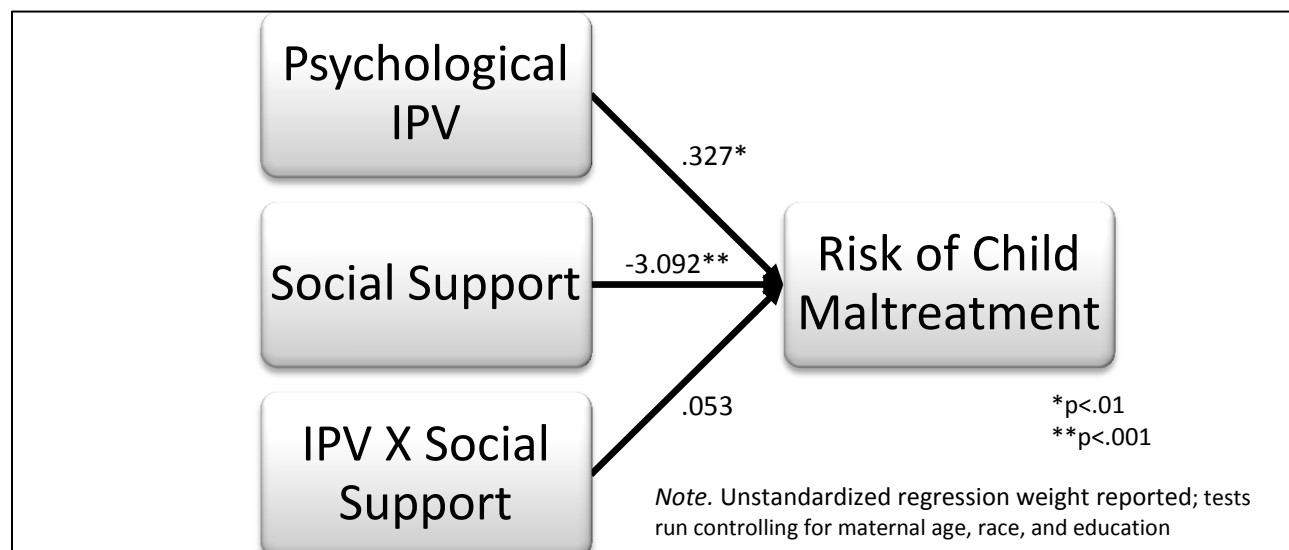 Psychological
IPV
.327*
Social Support
-3.092**
Risk of Child
Maltreatment
IPV X Social
Support
.053
*p<.01
**p<.001
Note. Unstandardized regression weight reported; tests
run controlling for maternal age, race, and education